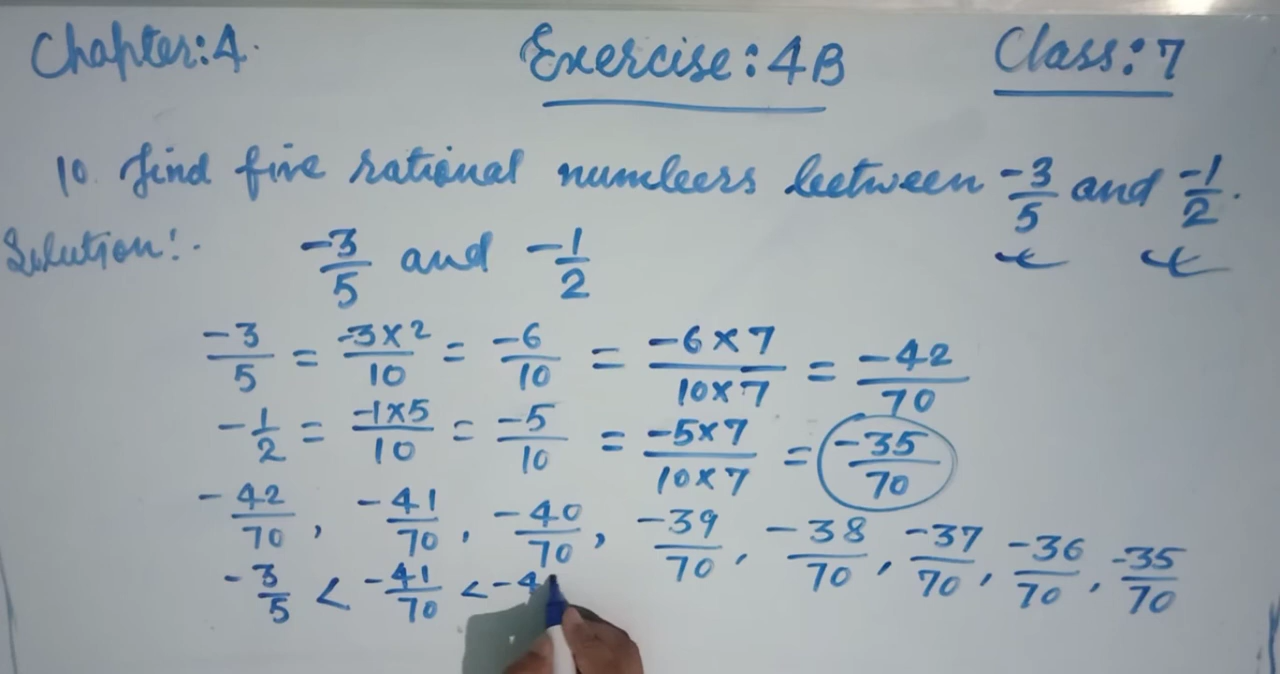 Chapter:4. Exercise:4B Class:7
10. find five rational numbers between -3/5 and -1/2.
Solution:.
-3/5 and -1/2
-3/5 = -3×2/10 = -6/10 = -6×7/10×7 = -42/70
-1/2 = -1×5/10 = -5/10 = -5×7/10×7 = -35/70
-42/70, -41/70, -40/70, -39/70, -38/70, -37/70, -36/70, -35/70
-3/5 < -41/70 < -4